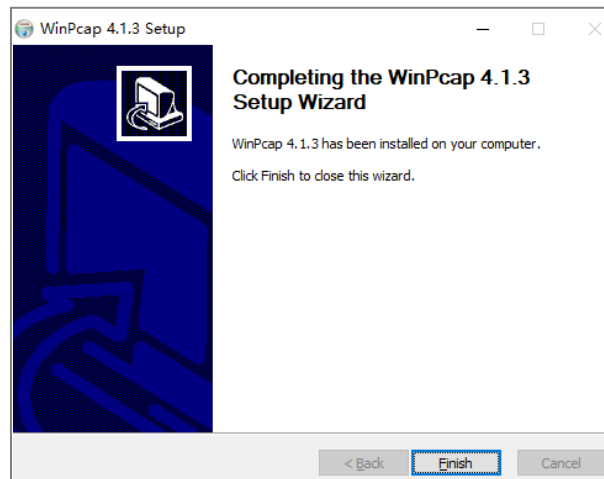 WinPcap 4.1.3 Setup
Completing the WinPcap 4.1.3
Setup Wizard
WinPcap 4.1.3 has been installed on your computer.
Click Finish to close this wizard.
< Back
Finish
Cancel